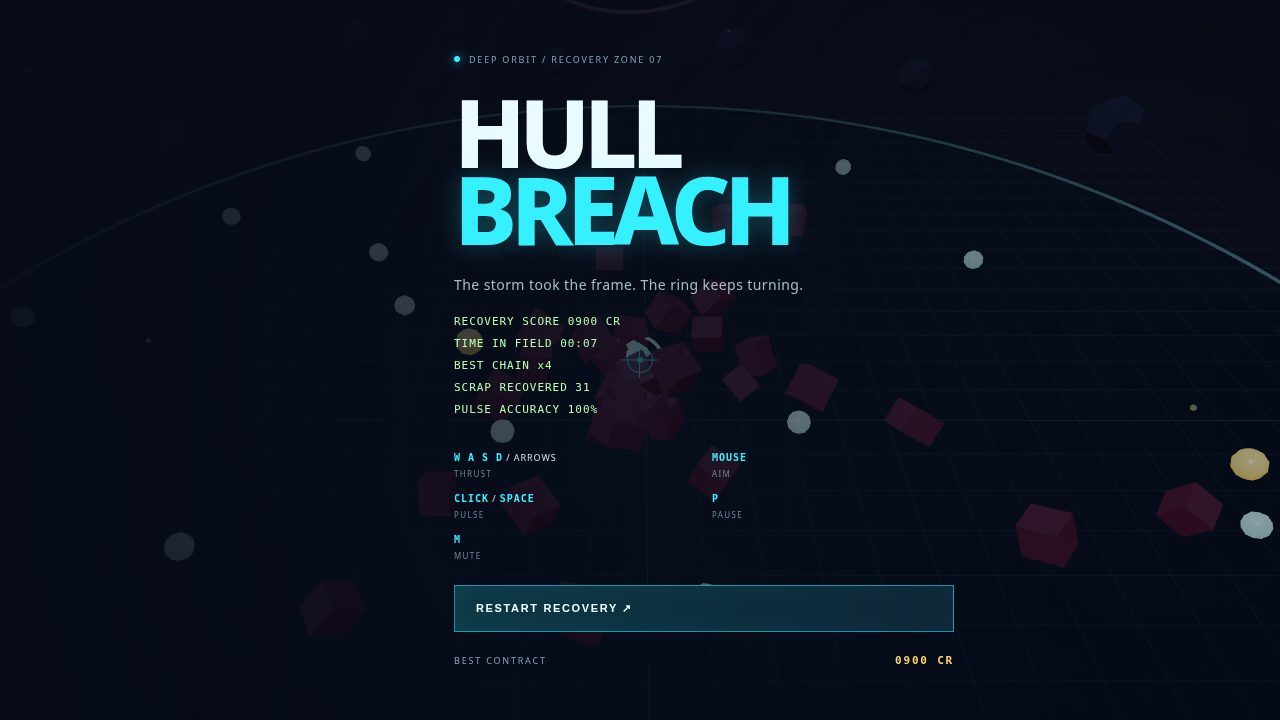 DEEP ORBIT / RECOVERY ZONE 07
HULL
BREACH
The storm took the frame. The ring keeps turning.
RECOVERY SCORE 0900 CR
TIME IN FIELD 00:07
BEST CHAIN x4
SCRAP RECOVERED 31
PULSE ACCURACY 100%
W A S D / ARROWS
THRUST
MOUSE
AIM
CLICK / SPACE
PULSE
P
PAUSE
M
MUTE
RESTART RECOVERY ↗
BEST CONTRACT 0900 CR